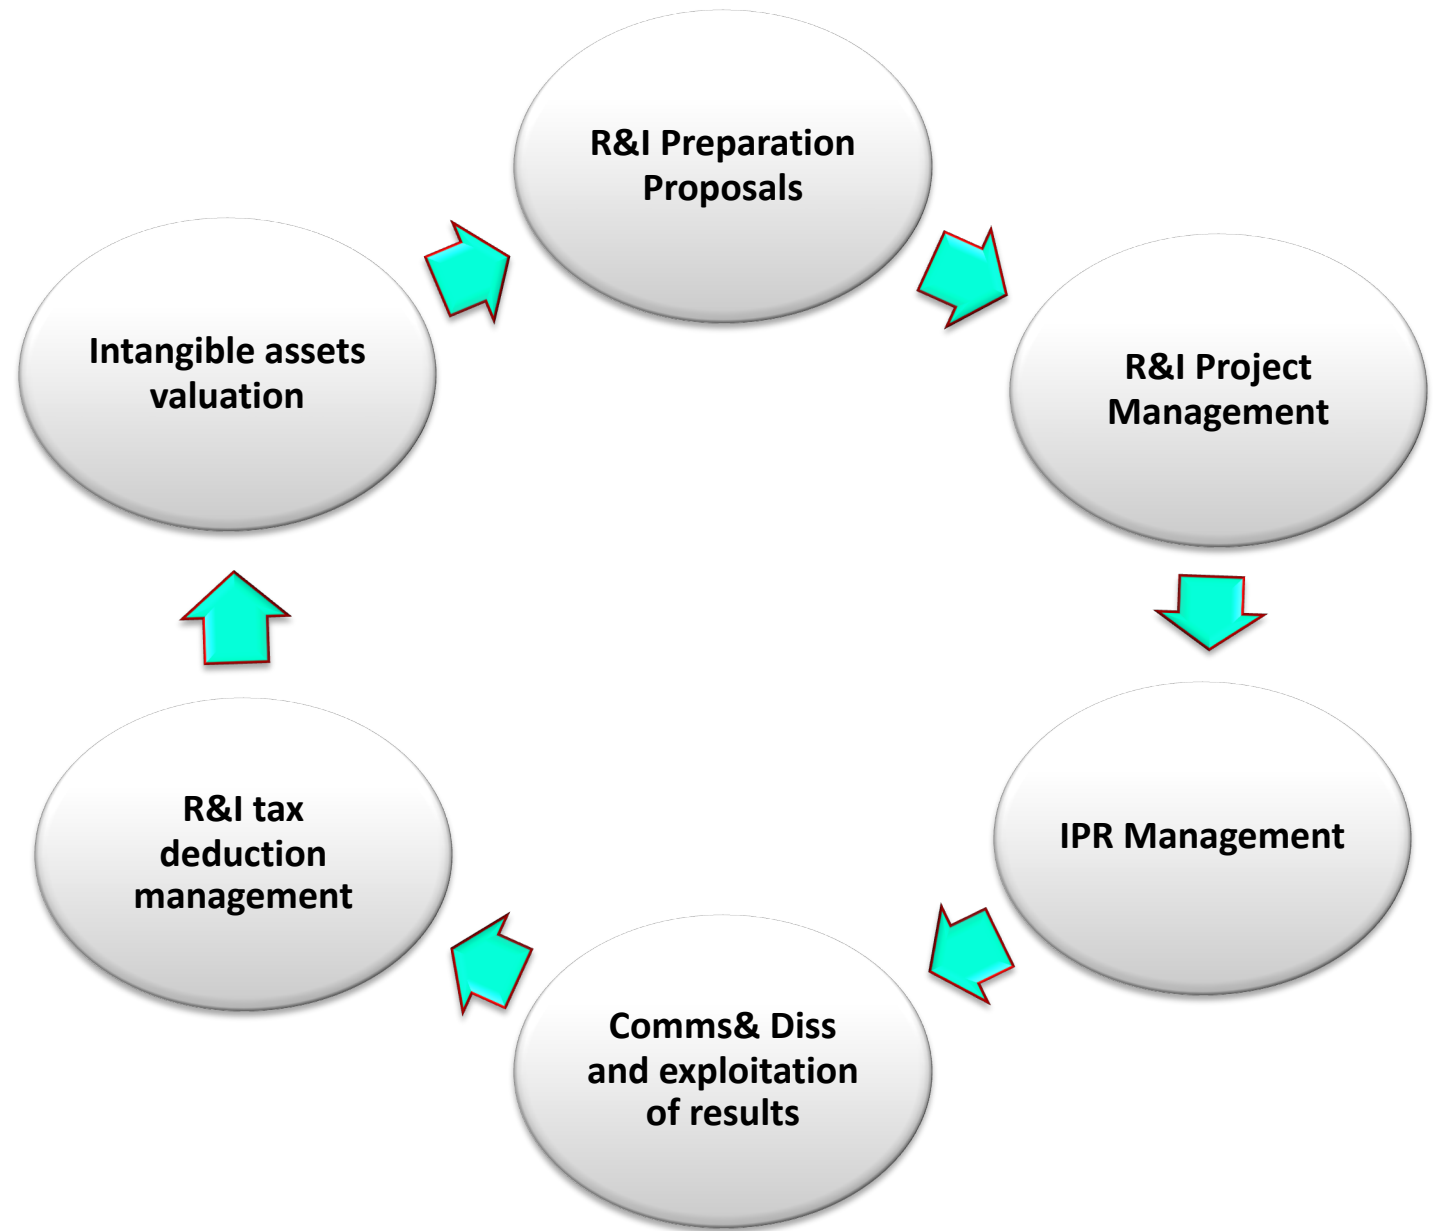 R&I Preparation
Proposals
R&I Project
Management
IPR Management
Comms& Diss
and exploitation
of results
R&I tax
deduction
management
Intangible assets
valuation